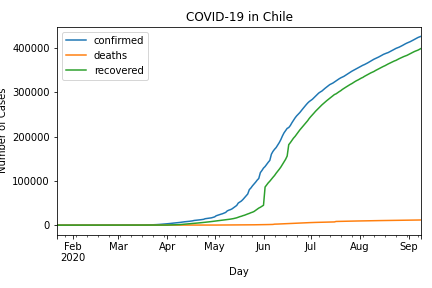 COVID-19 in Chile
confirmed
deaths
recovered
400000
300000
200000
100000
0
Number of Cases
Feb Mar Apr May Jun Jul Aug Sep
2020
Day